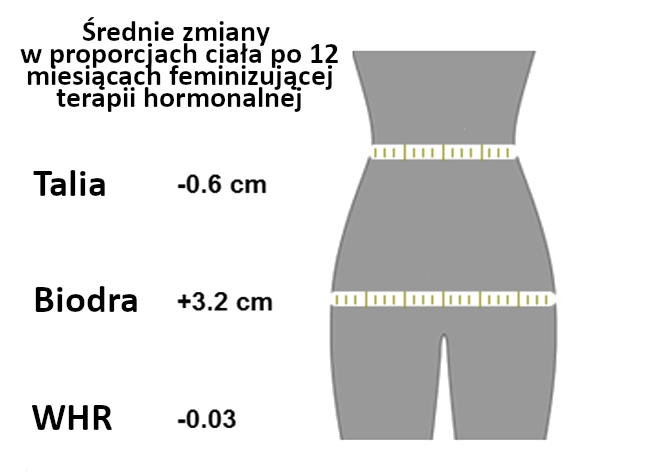 Średnie zmiany
w proporcjach ciała po 12
miesiącach feminizującej
terapii hormonalnej
Talia -0.6 cm
Biodra +3.2 cm
WHR -0.03